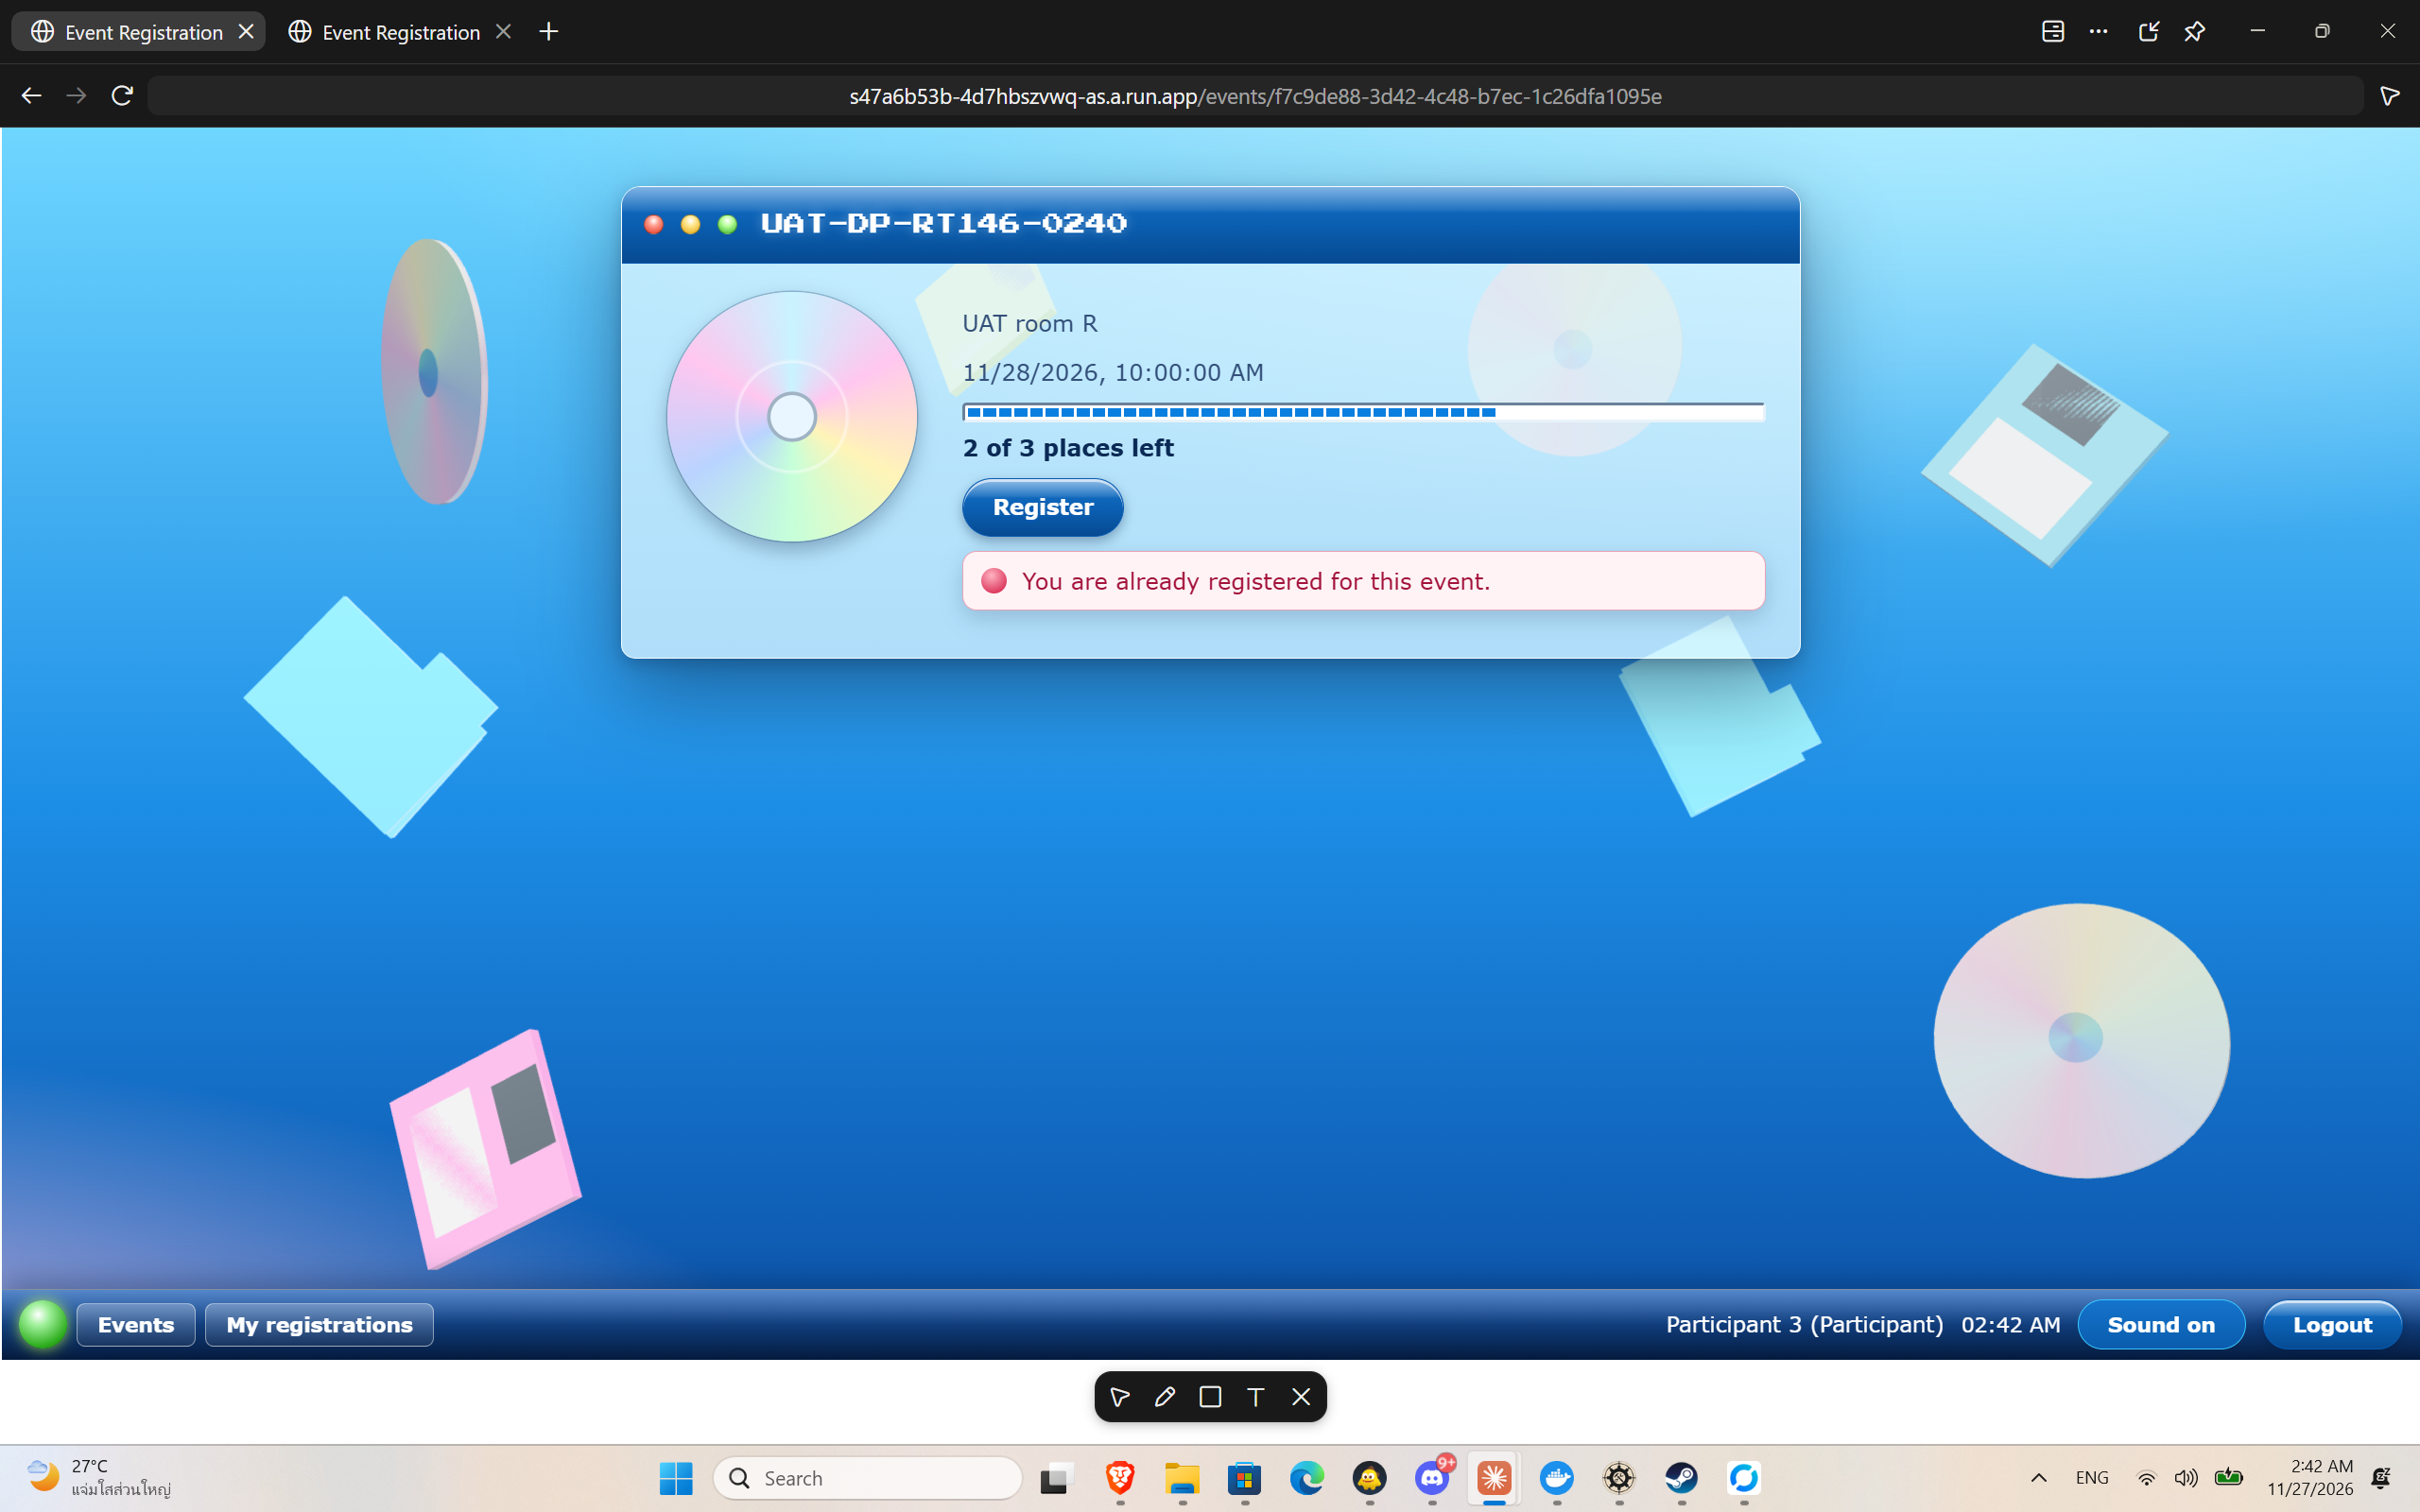 Event Registration
Event Registration
s47a6b53b-4d7hbszvwq-as.a.run.app/events/f7c9de88-3d42-4c48-b7ec-1c26dfa1095e
UAT-DP-RT146-0240
UAT room R
11/28/2026, 10:00:00 AM
2 of 3 places left
Register
You are already registered for this event.
Events
My registrations
Participant 3 (Participant)
02:42 AM
Sound on
Logout
27°C
แจ่มใสส่วนใหญ่
Search
9+
ENG
2:42 AM
11/27/2026